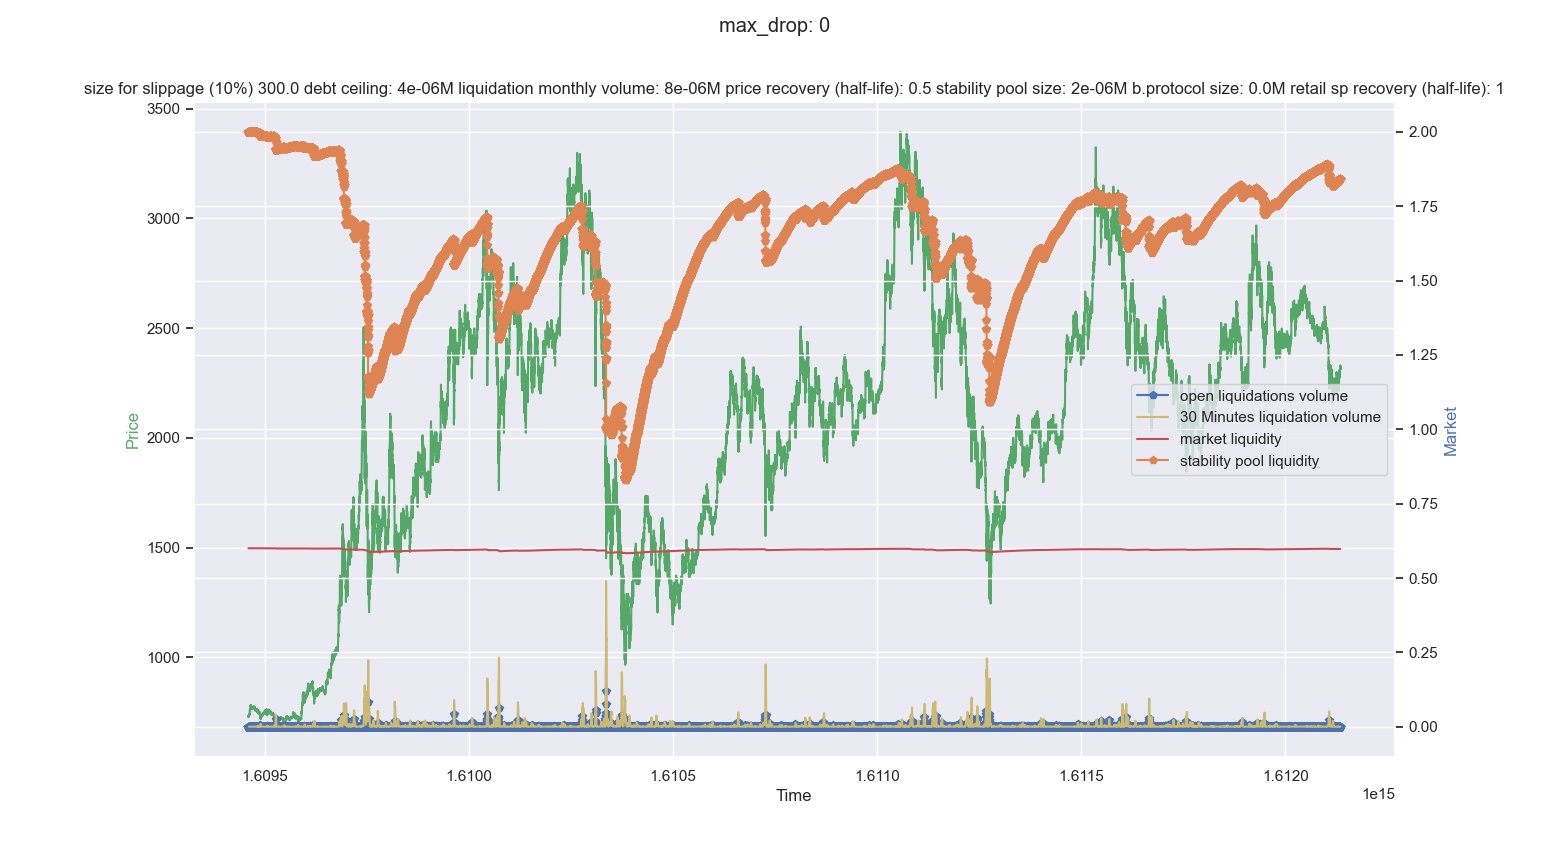 max_drop: 0
size for slippage (10%) 300.0 debt ceiling: 4e-06M liquidation monthly volume: 8e-06M price recovery (half-life): 0.5 stability pool size: 2e-06M b.protocol size: 0.0M retail sp recovery (half-life): 1
3500
3000
2500
2000
1500
1000
Price
2.00
1.75
1.50
1.25
1.00
0.75
0.50
0.25
0.00
Market
open liquidations volume
30 Minutes liquidation volume
market liquidity
stability pool liquidity
1.6095
1.6100
1.6105
1.6110
1.6115
1.6120
1e15
Time